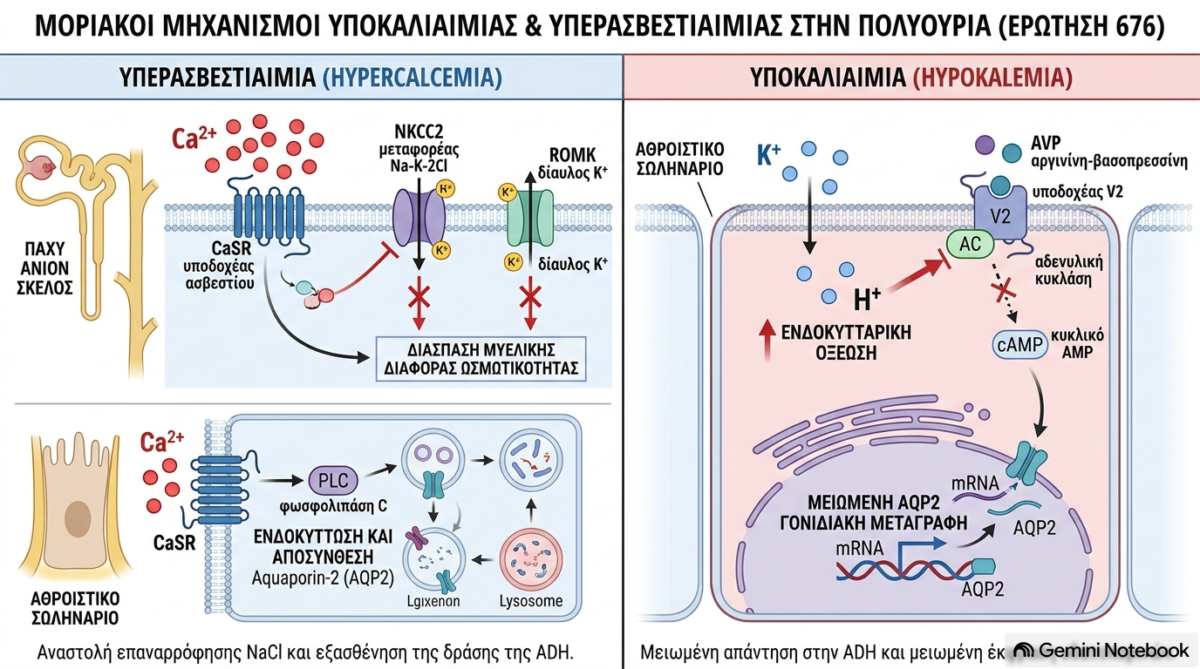 ΜΟΡΙΑΚΟΙ ΜΗΧΑΝΙΣΜΟΙ ΥΠΟΚΑΛΙΑΙΜΙΑΣ & ΥΠΕΡΑΣΒΕΣΤΙΑΙΜΙΑΣ ΣΤΗΝ ΠΟΛΥΟΥΡΙΑ (ΕΡΩΤΗΣΗ 676)
ΥΠΕΡΑΣΒΕΣΤΙΑΙΜΙΑ (HYPERCALCEMIA)
Ca²⁺
NKCC2
μεταφορέας
Na-K-2Cl
ROMK
δίαυλος K⁺
H⁺
K⁺
K⁺
K⁺
ΠΑΧΥ
ΑΝΙΟΝ
ΣΚΕΛΟΣ
CaSR
υποδοχέας
ασβεστίου
δίαυλος K⁺
ΔΙΑΣΠΑΣΗ ΜΥΕΛΙΚΗΣ
ΔΙΑΦΟΡΑΣ ΩΣΜΩΤΙΚΟΤΗΤΑΣ
Ca²⁺
CaSR
PLC
φωσφολιπάση C
ΕΝΔΟΚΥΤΤΩΣΗ ΚΑΙ
ΑΠΟΣΥΝΘΕΣΗ
Aquaporin-2 (AQP2)
Lgixenan
Lysosome
ΑΘΡΟΙΣΤΙΚΟ
ΣΩΛΗΝΑΡΙΟ
Αναστολή επαναρρόφησης NaCl και εξασθένηση της δράσης της ADH.
ΥΠΟΚΑΛΙΑΙΜΙΑ (HYPOKALEMIA)
ΑΘΡΟΙΣΤΙΚΟ
ΣΩΛΗΝΑΡΙΟ
K⁺
AVP
αργινίνη-βασοπρεσσίνη
υποδοχέας V2
V2
AC
αδενυλική
κυκλάση
K⁺
H⁺
ΕΝΔΟΚΥΤΤΑΡΙΚΗ
ΟΞΕΩΣΗ
cAMP
κυκλικό
AMP
mRNA
ΜΕΙΩΜΕΝΗ AQP2
ΓΟΝΙΔΙΑΚΗ ΜΕΤΑΓΡΑΦΗ
AQP2
mRNA
AQP2
Μειωμένη απάντηση στην ADH και μειωμένη έκ
Gemini Notebook